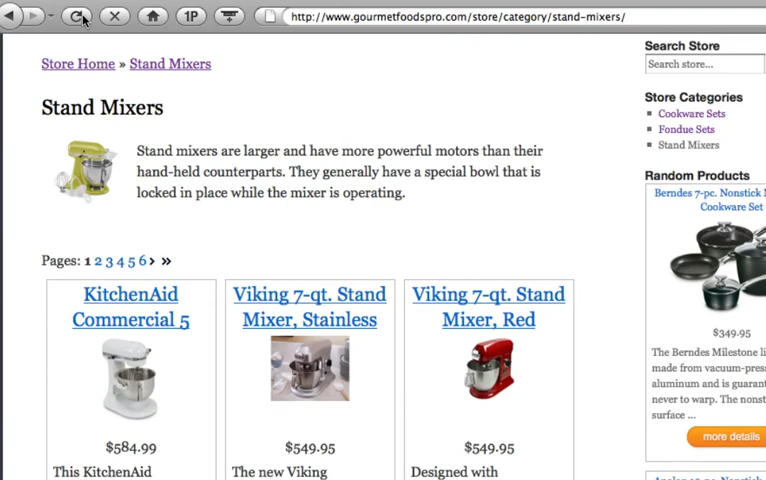 1P
http://www.gourmetfoodspro.com/store/category/stand-mixers/
Store Home » Stand Mixers
Stand Mixers
Stand mixers are larger and have more powerful motors than their
hand-held counterparts. They generally have a special bowl that is
locked in place while the mixer is operating.
Pages: 1 2 3 4 5 6 › »
KitchenAid
Commercial 5
$584.99
This KitchenAid
Viking 7-qt. Stand
Mixer, Stainless
$549.95
The new Viking
Viking 7-qt. Stand
Mixer, Red
$549.95
Designed with
Search Store
Search store...
Store Categories
Cookware Sets
Fondue Sets
Stand Mixers
Random Products
Berndes 7-pc. Nonstick
Cookware Set
$349.95
The Berndes Milestone
made from vacuum-pres
aluminum and is guaran
never to warp. The nonst
surface ...
more details